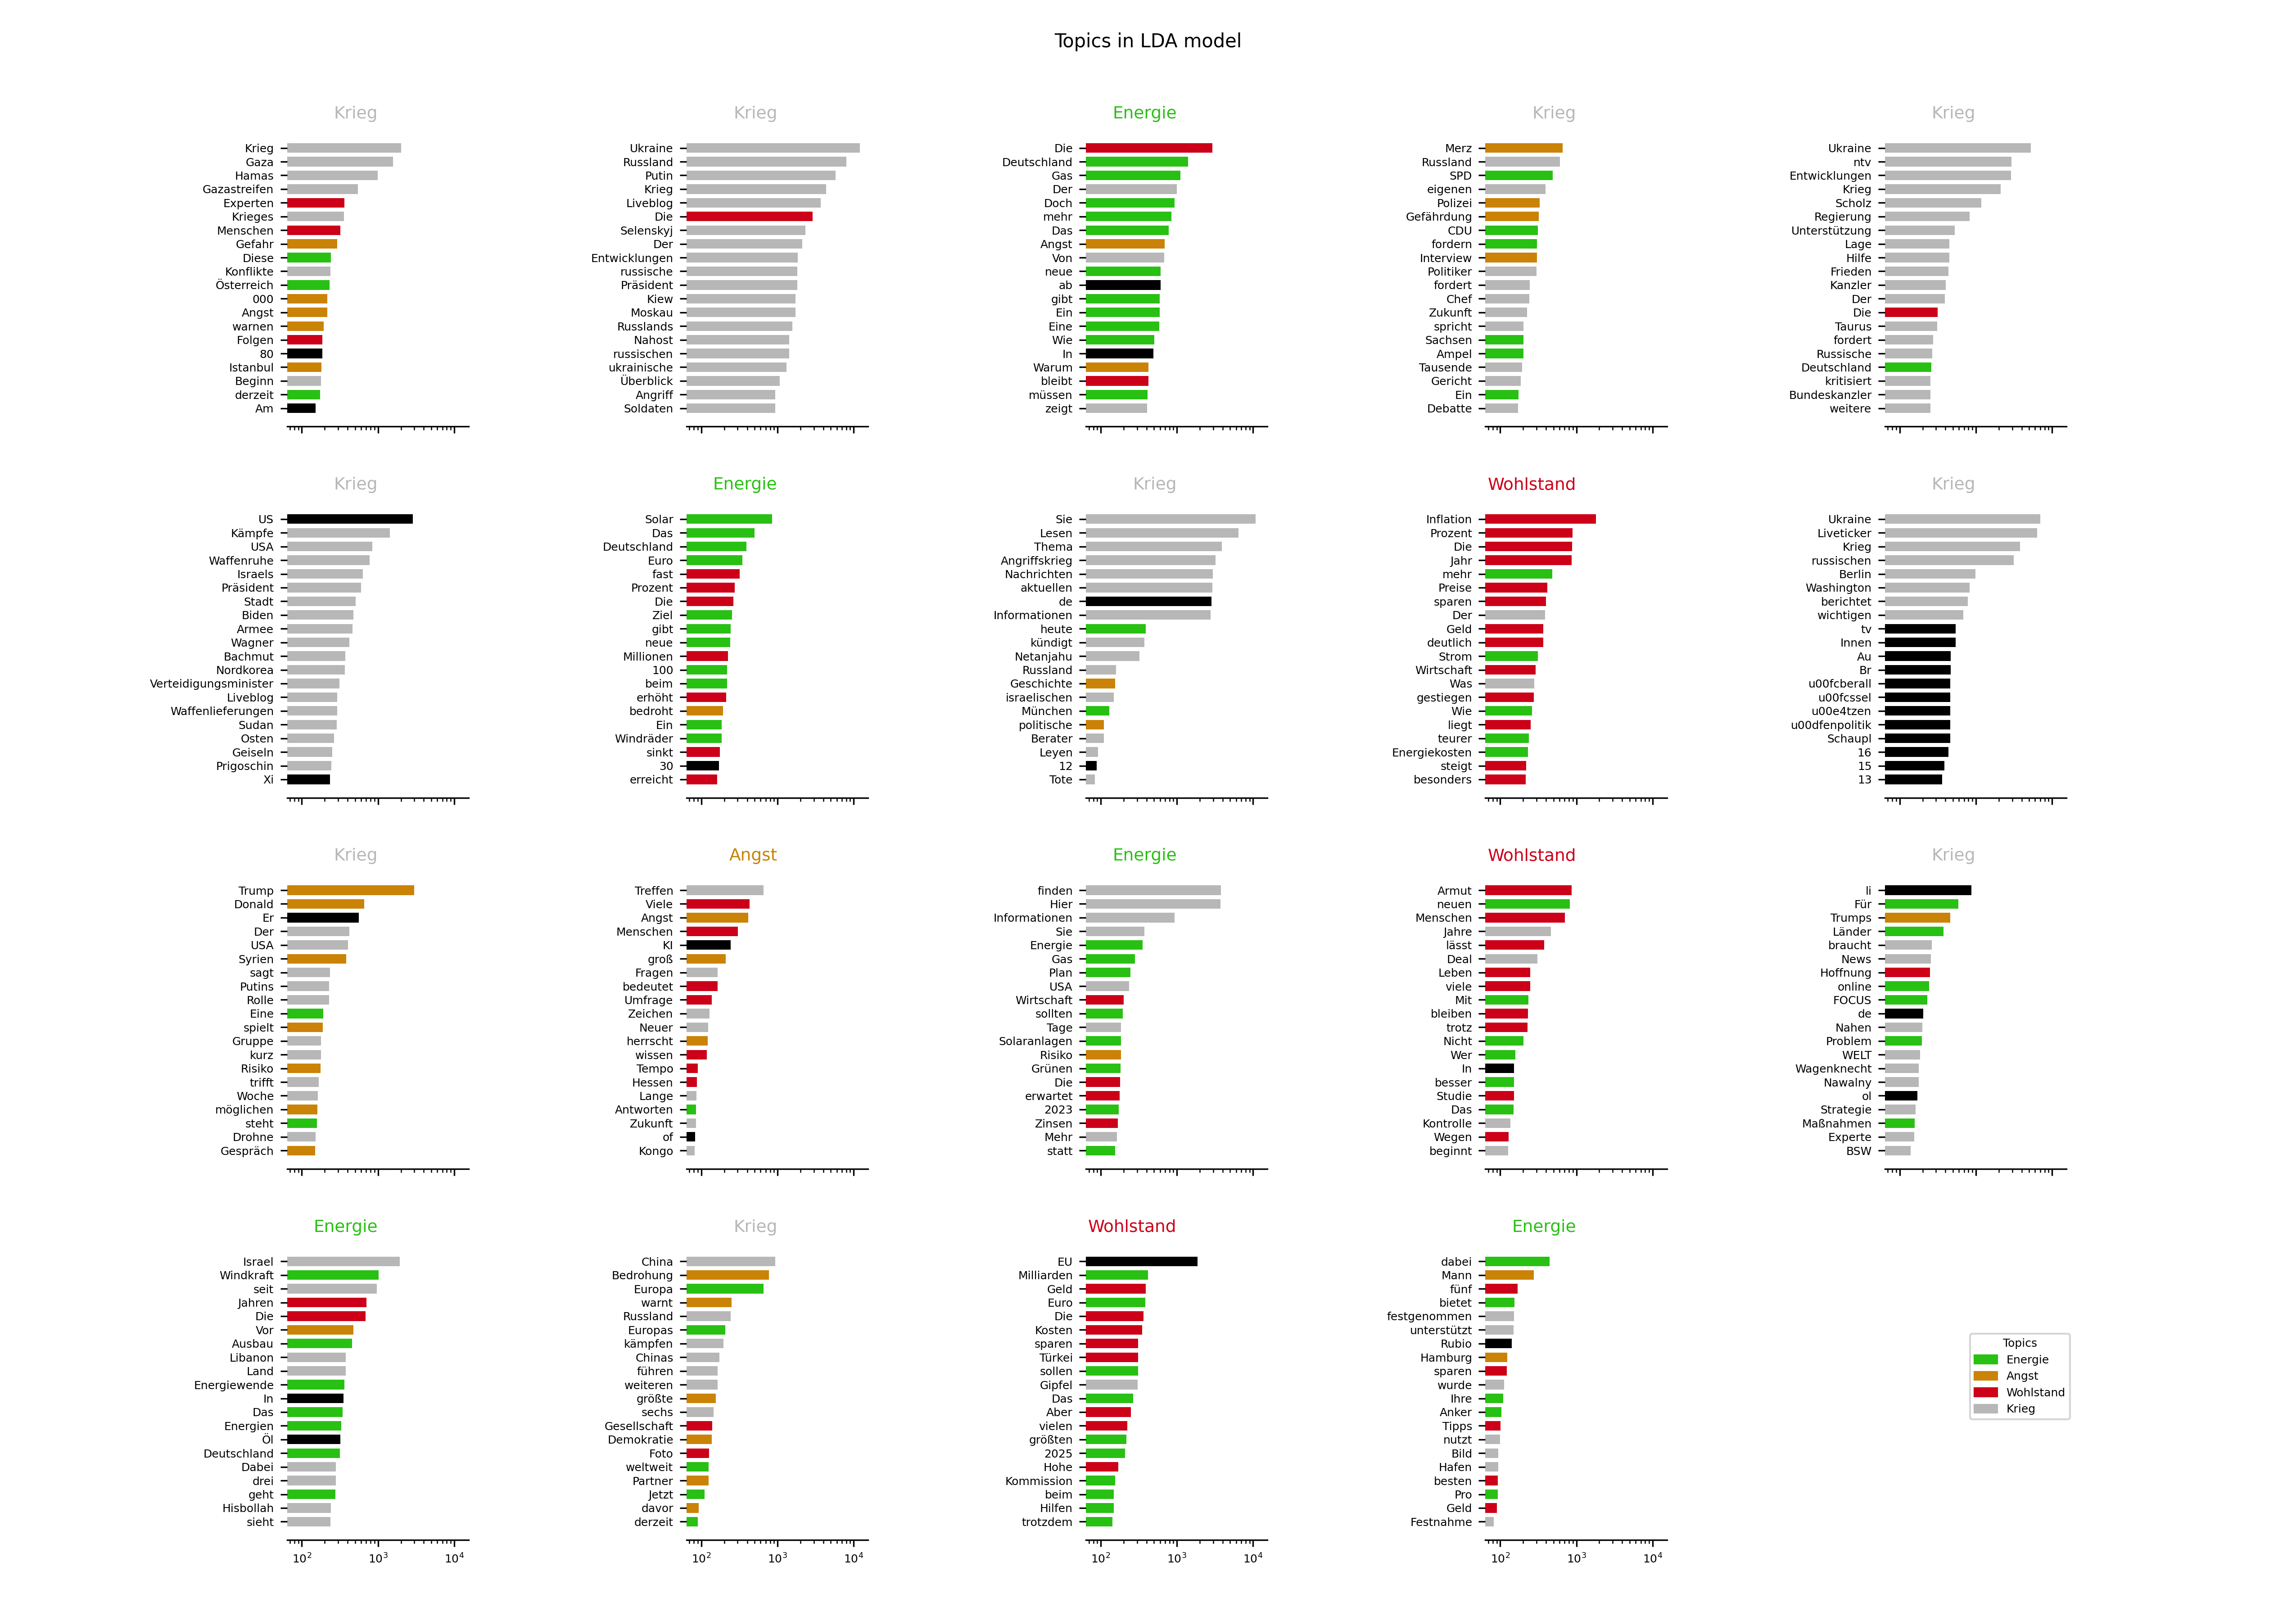 Topics in LDA model
Krieg
Krieg
Gaza
Hamas
Gazastreifen
Experten
Krieges
Menschen
Gefahr
Diese
Konflikte
Österreich
000
Angst
warnen
Folgen
80
Istanbul
Beginn
derzeit
Am
Krieg
Ukraine
Russland
Putin
Krieg
Liveblog
Die
Selenskyj
Der
Entwicklungen
russische
Präsident
Kiew
Moskau
Russlands
Nahost
russischen
ukrainische
Überblick
Angriff
Soldaten
Energie
Die
Deutschland
Gas
Der
Doch
mehr
Das
Angst
Von
neue
ab
gibt
Ein
Eine
Wie
In
Warum
bleibt
müssen
zeigt
Krieg
Merz
Russland
SPD
eigenen
Polizei
Gefährdung
CDU
fordern
Interview
Politiker
fordert
Chef
Zukunft
spricht
Sachsen
Ampel
Tausende
Gericht
Ein
Debatte
Krieg
Ukraine
ntv
Entwicklungen
Krieg
Scholz
Regierung
Unterstützung
Lage
Hilfe
Frieden
Kanzler
Der
Die
Taurus
fordert
Russische
Deutschland
kritisiert
Bundeskanzler
weitere
Krieg
US
Kämpfe
USA
Waffenruhe
Israels
Präsident
Stadt
Biden
Armee
Wagner
Bachmut
Nordkorea
Verteidigungsminister
Liveblog
Waffenlieferungen
Sudan
Osten
Geiseln
Prigoschin
Xi
Energie
Solar
Das
Deutschland
Euro
fast
Prozent
Die
Ziel
gibt
neue
Millionen
100
beim
erhöht
bedroht
Ein
Windräder
sinkt
30
erreicht
Krieg
Sie
Lesen
Thema
Angriffskrieg
Nachrichten
aktuellen
de
Informationen
heute
kündigt
Netanjahu
Russland
Geschichte
israelischen
München
politische
Berater
Leyen
12
Tote
Wohlstand
Inflation
Prozent
Die
Jahr
mehr
Preise
sparen
Der
Geld
deutlich
Strom
Wirtschaft
Was
gestiegen
Wie
liegt
teurer
Energiekosten
steigt
besonders
Krieg
Ukraine
Liveticker
Krieg
russischen
Berlin
Washington
berichtet
wichtigen
tv
Innen
Au
Br
u00fcberall
u00fcssel
u00e4tzen
u00dfenpolitik
Schaupl
16
15
13
Krieg
Trump
Donald
Er
Der
USA
Syrien
sagt
Putins
Rolle
Eine
spielt
Gruppe
kurz
Risiko
trifft
Woche
möglichen
steht
Drohne
Gespräch
Angst
Treffen
Viele
Angst
Menschen
KI
groß
Fragen
bedeutet
Umfrage
Zeichen
Neuer
herrscht
wissen
Tempo
Hessen
Lange
Antworten
Zukunft
of
Kongo
Energie
finden
Hier
Informationen
Sie
Energie
Gas
Plan
USA
Wirtschaft
sollten
Tage
Solaranlagen
Risiko
Grünen
Die
erwartet
2023
Zinsen
Mehr
statt
Wohlstand
Armut
neuen
Menschen
Jahre
lässt
Deal
Leben
viele
Mit
bleiben
trotz
Nicht
Wer
In
besser
Studie
Das
Kontrolle
Wegen
beginnt
Krieg
li
Für
Trumps
Länder
braucht
News
Hoffnung
online
FOCUS
de
Nahen
Problem
WELT
Wagenknecht
Nawalny
ol
Strategie
Maßnahmen
Experte
BSW
Energie
Israel
Windkraft
seit
Jahren
Die
Vor
Ausbau
Libanon
Land
Energiewende
In
Das
Energien
Öl
Deutschland
Dabei
drei
geht
Hisbollah
sieht
10² 10³ 10⁴
Krieg
China
Bedrohung
Europa
warnt
Russland
Europas
kämpfen
Chinas
führen
weiteren
größte
sechs
Gesellschaft
Demokratie
Foto
weltweit
Partner
Jetzt
davor
derzeit
10² 10³ 10⁴
Wohlstand
EU
Milliarden
Geld
Euro
Die
Kosten
sparen
Türkei
sollen
Gipfel
Das
Aber
vielen
größten
2025
Hohe
Kommission
beim
Hilfen
trotzdem
10² 10³ 10⁴
Energie
dabei
Mann
fünf
bietet
festgenommen
unterstützt
Rubio
Hamburg
sparen
wurde
Ihre
Anker
Tipps
nutzt
Bild
Hafen
besten
Pro
Geld
Festnahme
10² 10³ 10⁴
Topics
Energie
Angst
Wohlstand
Krieg